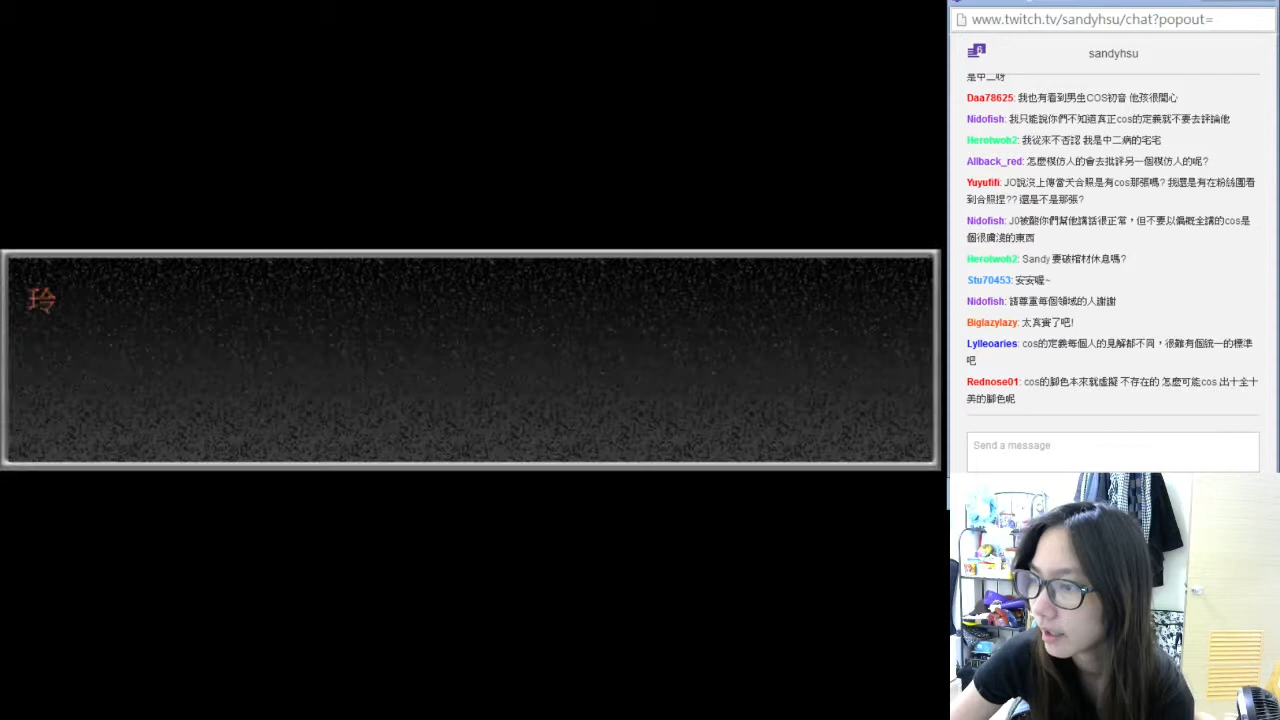 玲
www.twitch.tv/sandyhsu/chat?popout=
6
sandyhsu
是中二呀
Daa78625: 我也有看到男生COS初音 他孩很開心
Nidofish: 我只能說你們不知道真正cos的定義就不要去評論他
Herotwoh2: 我從來不否認 我是中二病的宅宅
Allback_red: 怎麼模仿人的會去批評另一個模仿人的呢?
Yuyufifi: JO說沒上傳當天合照是有cos那張嗎? 我還是有在粉絲團看
到合照捏?? 還是不是那張?
Nidofish: JO被酸你們幫他講話很正常，但不要以偏概全講的cos是
個很膚淺的東西
Herotwoh2: Sandy 要破棺材休息嗎?
Stu70453: 安安喔~
Nidofish: 請尊重每個領域的人謝謝
Biglazylazy: 太真實了吧!
Lylleoaries: cos的定義每個人的見解都不同，很難有個統一的標準
吧
Rednose01: cos的腳色本來就虛擬 不存在的 怎麼可能cos 出十全十
美的腳色呢
Send a message